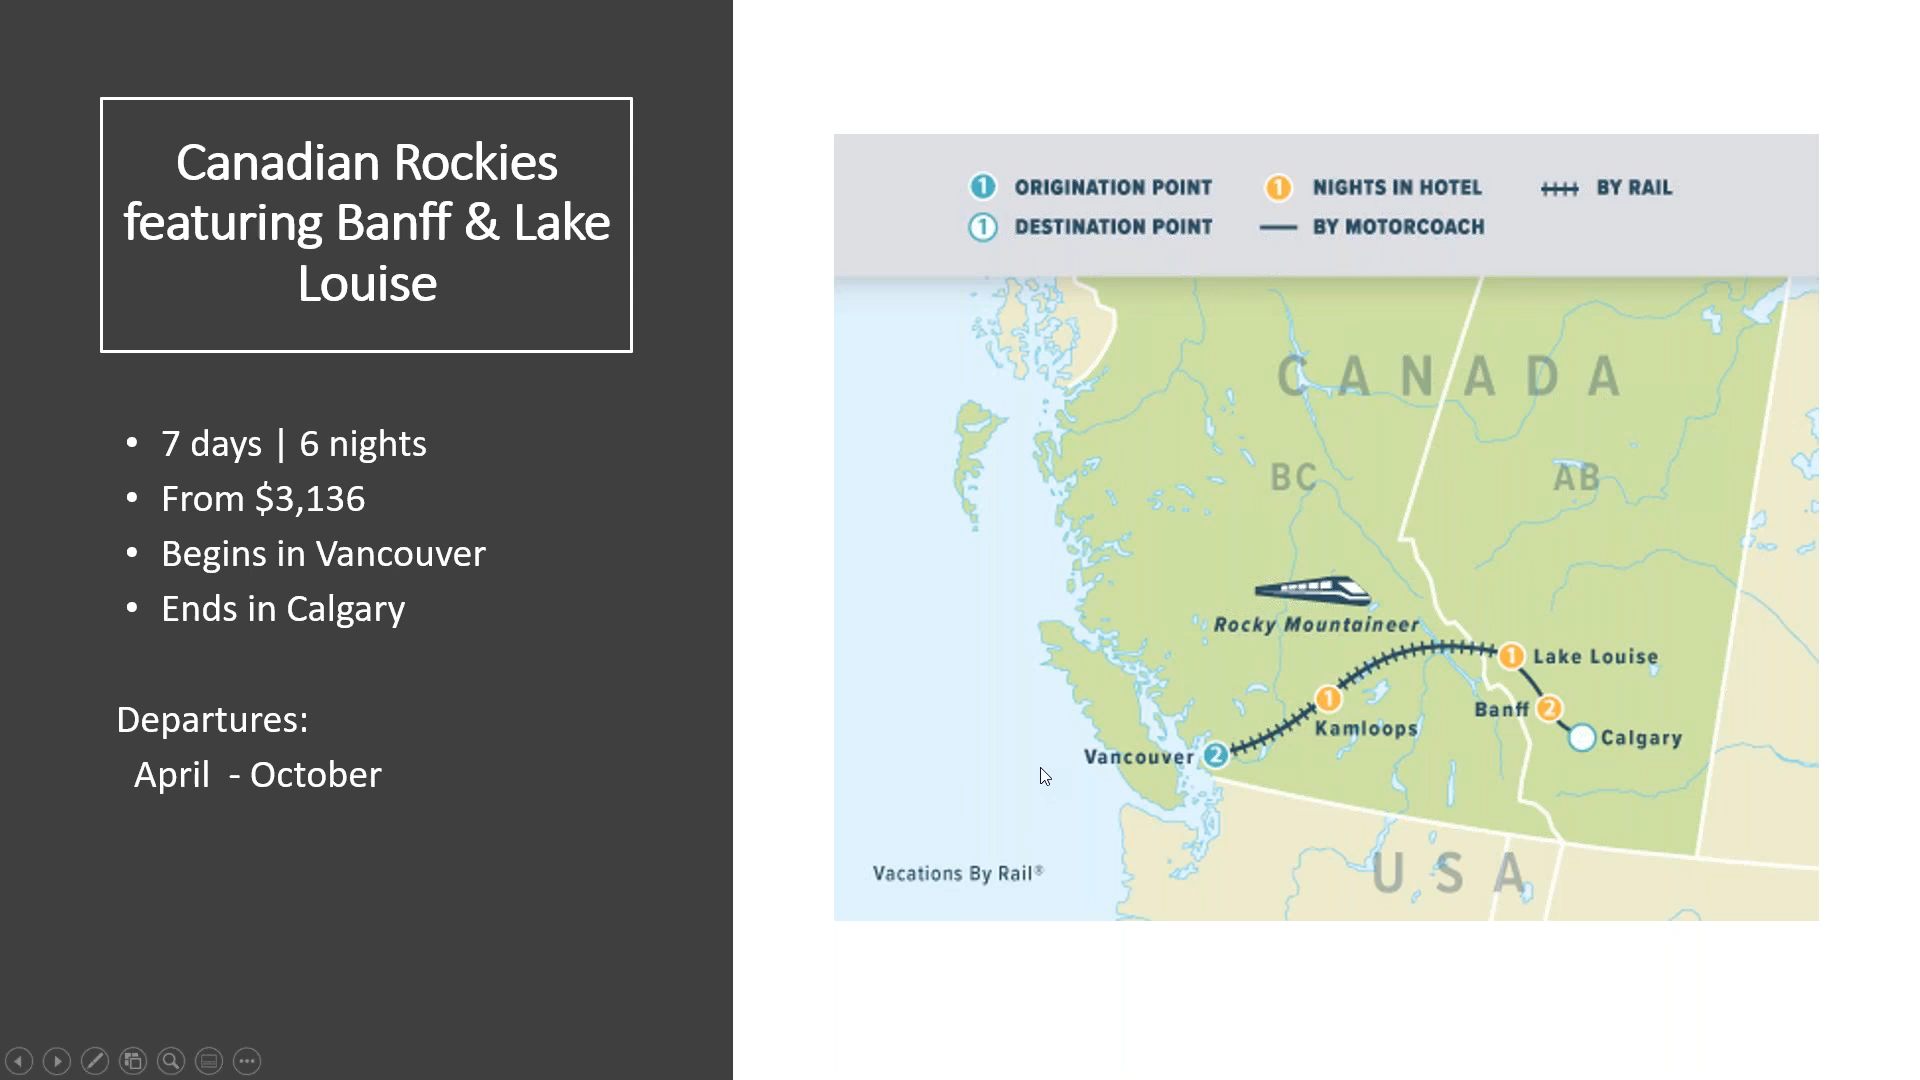 Canadian Rockies
featuring Banff & Lake
Louise
• 7 days | 6 nights
• From $3,136
• Begins in Vancouver
• Ends in Calgary
Departures:
April - October
1 ORIGINATION POINT
1 NIGHTS IN HOTEL
BY RAIL
1 DESTINATION POINT
BY MOTORCOACH
CANADA
BC
AB
Rocky Mountaineer
1 Lake Louise
1
Kamloops
Banff 2
Calgary
Vancouver 2
USA
Vacations By Rail®